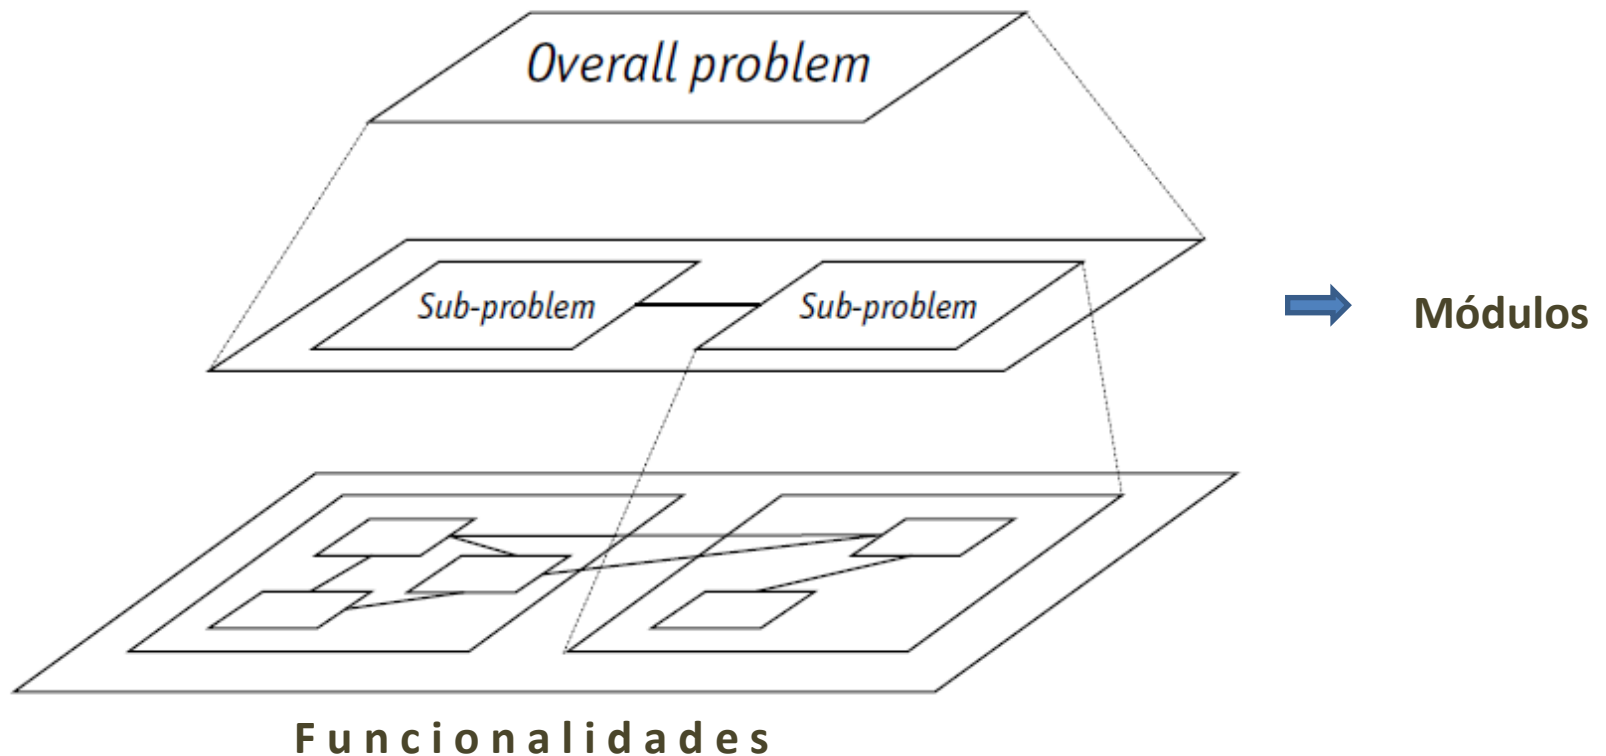 Overall problem
Sub-problem
Sub-problem
Módulos
Funcionalidades